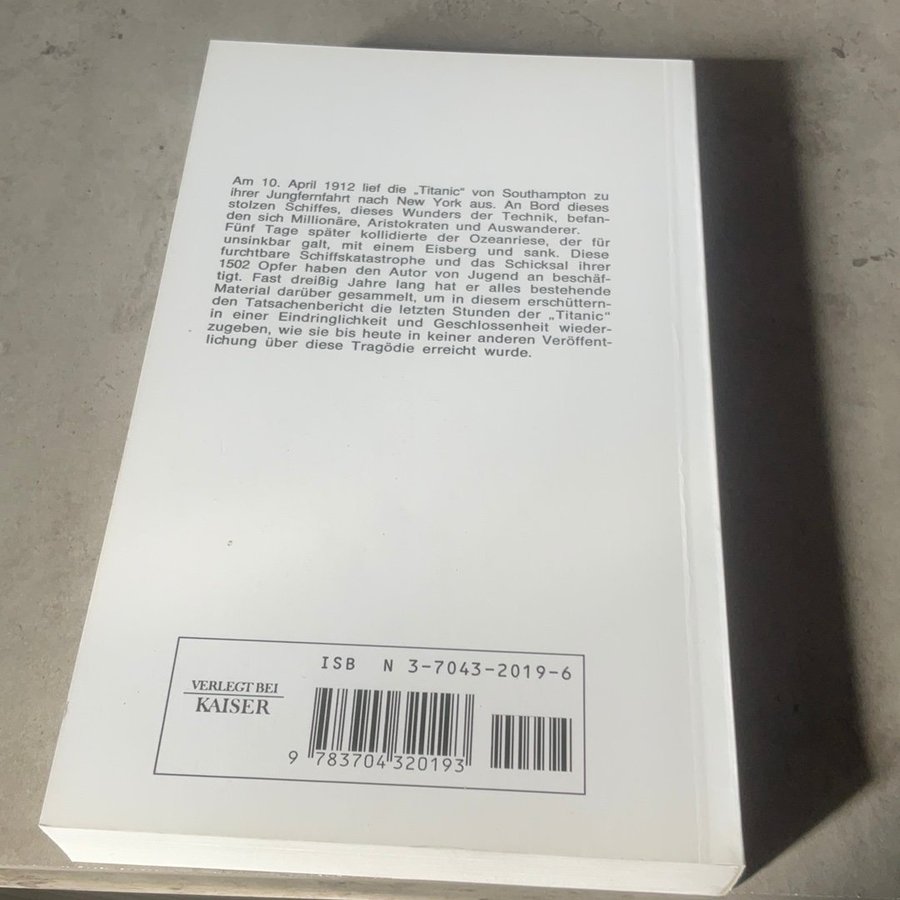 Am 10. April 1912 lief die „Titanic“ von Southampton zu
ihrer Jungfernfahrt nach New York aus. An Bord dieses
stolzen Schiffes, dieses Wunders der Technik, befan-
den sich Millionäre, Aristokraten und Auswanderer.
Fünf Tage später kollidierte der Ozeanriese, der für
unsinkbar galt, mit einem Eisberg und sank. Diese
furchtbare Schiffskatastrophe und das Schicksal ihrer
1502 Opfer haben den Autor von Jugend an beschäf-
tigt. Fast dreißig Jahre lang hat er alles bestehende
Material darüber gesammelt, um in diesem erschüttern-
den Tatsachenbericht die letzten Stunden der „Titanic“
in einer Eindringlichkeit und Geschlossenheit wieder-
zugeben, wie sie bis heute in keiner anderen Veröffent-
lichung über diese Tragödie erreicht wurde.
ISB N 3-7043-2019-6
VERLEGT BEI
KAISER
9 783704 320193